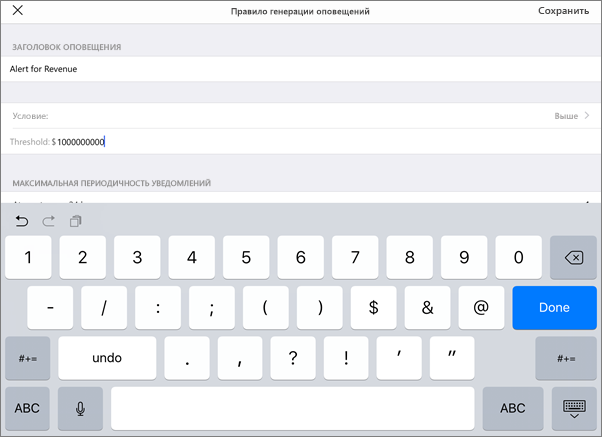 Правило генерации оповещений
Сохранить
ЗАГОЛОВОК ОПОВЕЩЕНИЯ
Alert for Revenue
Условие: Выше
Threshold: $ 1000000000
МАКСИМАЛЬНАЯ ПЕРИОДИЧНОСТЬ УВЕДОМЛЕНИЙ
1 2 3 4 5 6 7 8 9 0
- / : ; ( ) $ & @ Done
#+= undo . , ? ! ' " #+=
ABC ABC